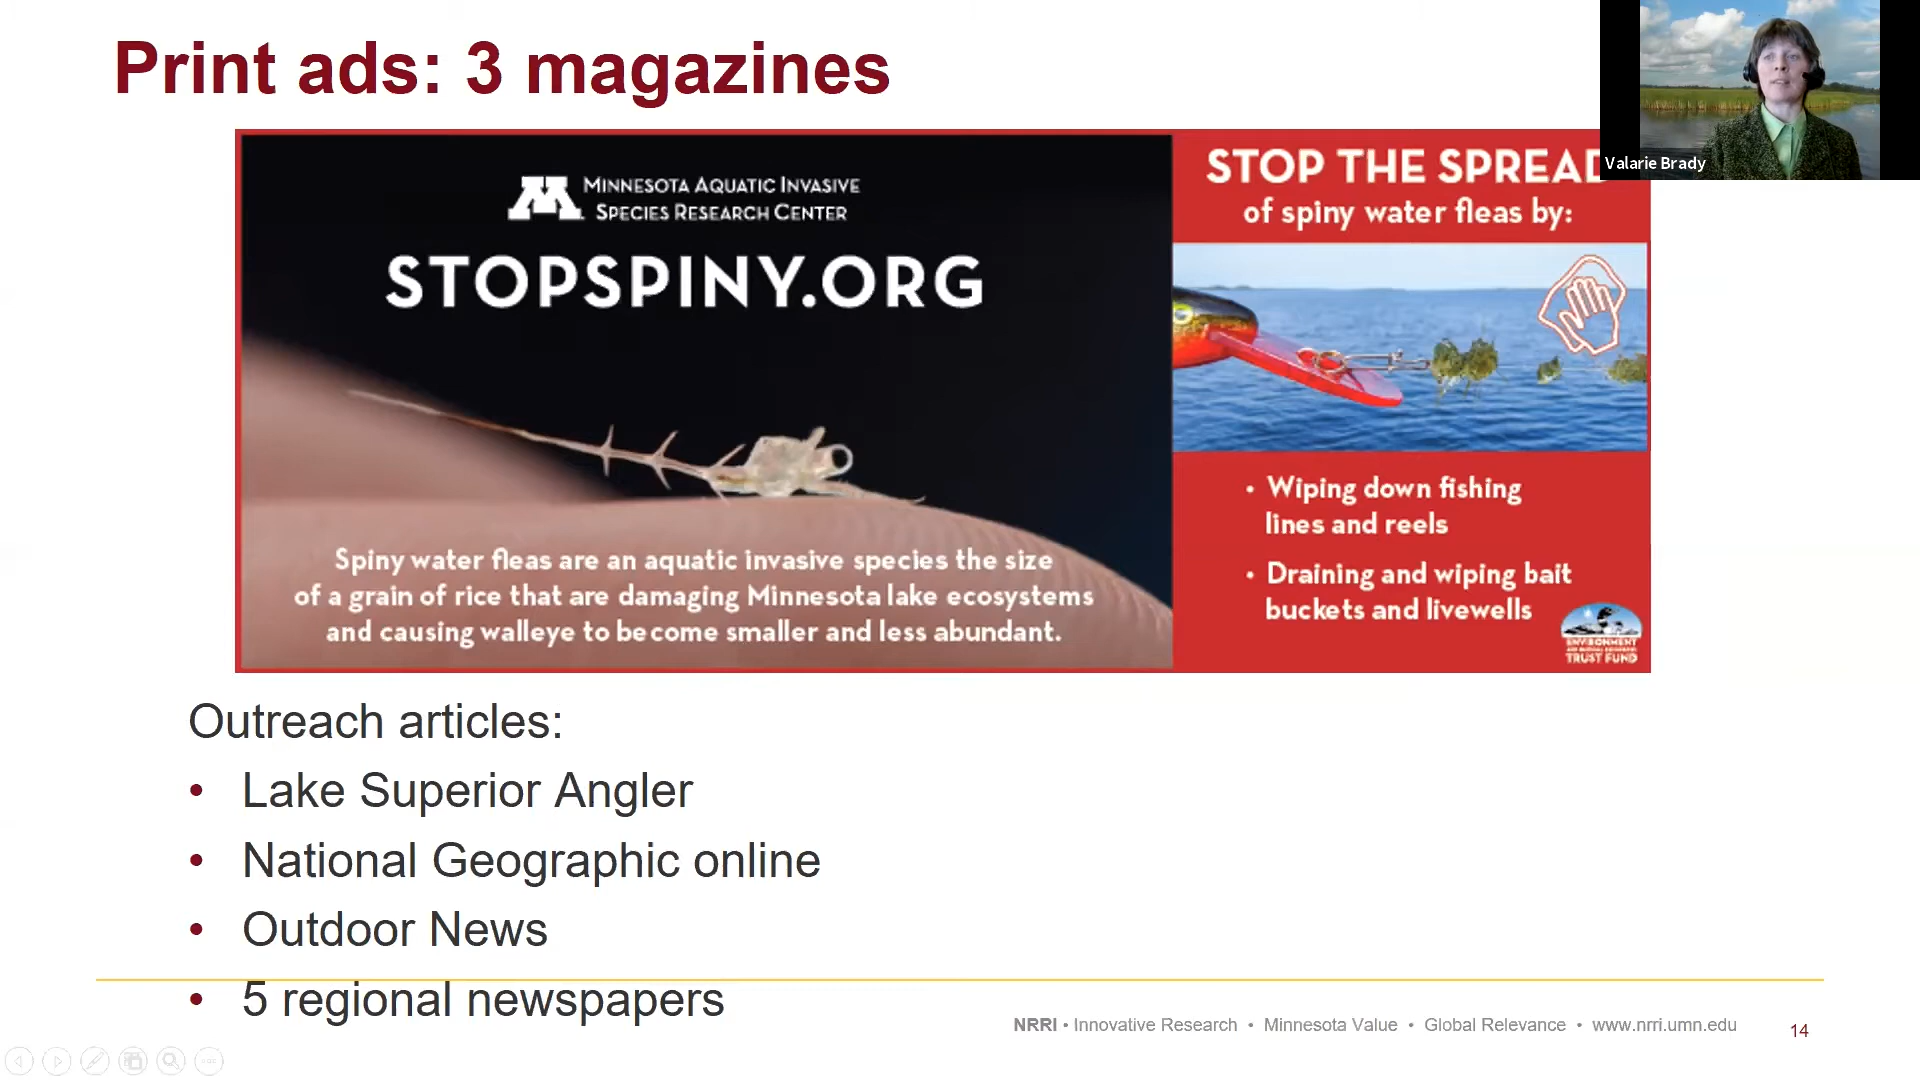 Print ads: 3 magazines
Valarie Brady
MINNESOTA AQUATIC INVASIVE
SPECIES RESEARCH CENTER
STOPSPINY.ORG
Spiny water fleas are an aquatic invasive species the size
of a grain of rice that are damaging Minnesota lake ecosystems
and causing walleye to become smaller and less abundant.
STOP THE SPREAD
of spiny water fleas by:
• Wiping down fishing
lines and reels
• Draining and wiping bait
buckets and livewells
ENVIRONMENT
TRUST FUND
Outreach articles:
• Lake Superior Angler
• National Geographic online
• Outdoor News
• 5 regional newspapers
NRRI • Innovative Research • Minnesota Value • Global Relevance • www.nrri.umn.edu
14